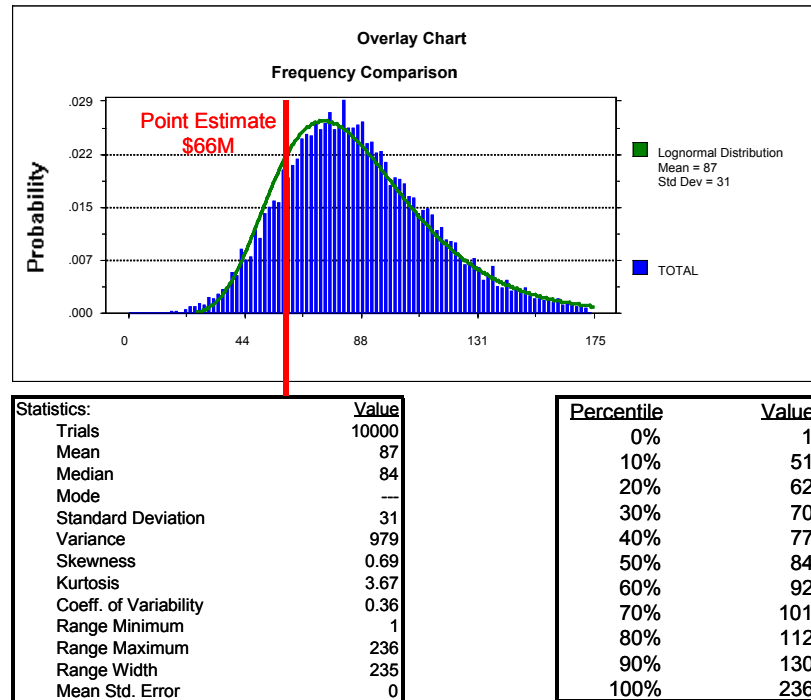 Overlay Chart
Frequency Comparison
Probability
.029
.022
.015
.007
.000
0 44 88 131 175
Point Estimate
$66M
Lognormal Distribution
Mean = 87
Std Dev = 31
TOTAL
Statistics: Value
Trials 10000
Mean 87
Median 84
Mode ---
Standard Deviation 31
Variance 979
Skewness 0.69
Kurtosis 3.67
Coeff. of Variability 0.36
Range Minimum 1
Range Maximum 236
Range Width 235
Mean Std. Error 0
Percentile Value
0% 1
10% 51
20% 62
30% 70
40% 77
50% 84
60% 92
70% 101
80% 112
90% 130
100% 236